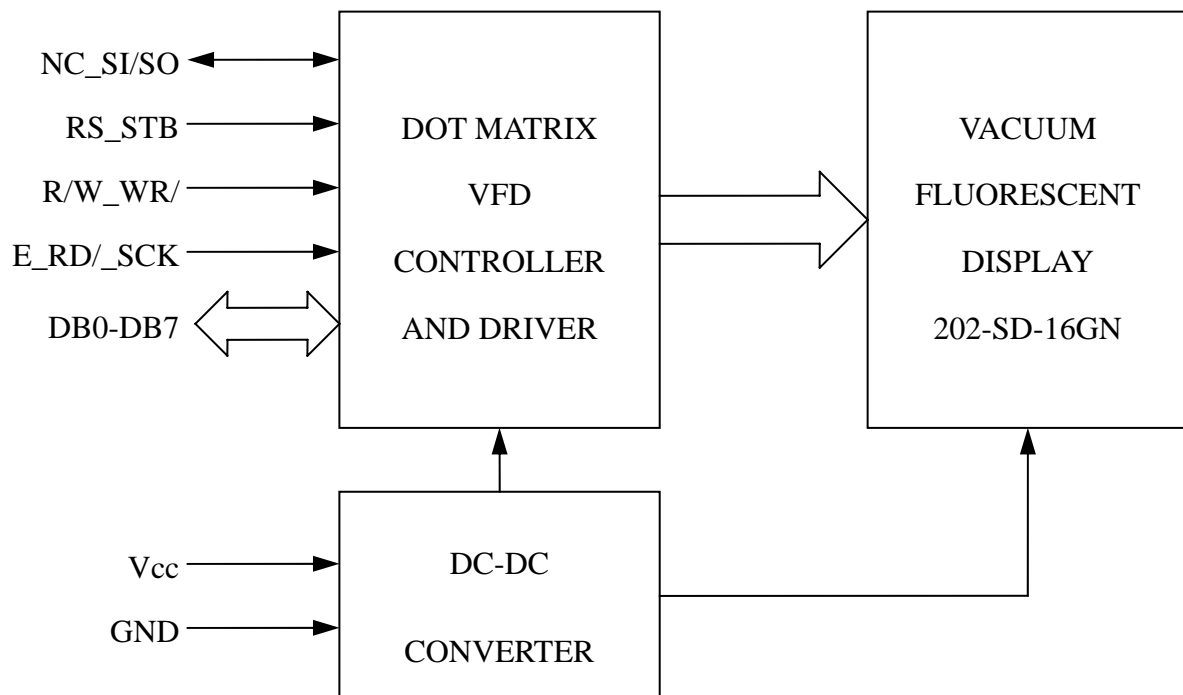 NC_SI/SO
RS_STB
R/W_WR/
E_RD/_SCK
DB0-DB7
DOT MATRIX
VFD
CONTROLLER
AND DRIVER
VACUUM
FLUORESCENT
DISPLAY
202-SD-16GN
Vcc
GND
DC-DC
CONVERTER